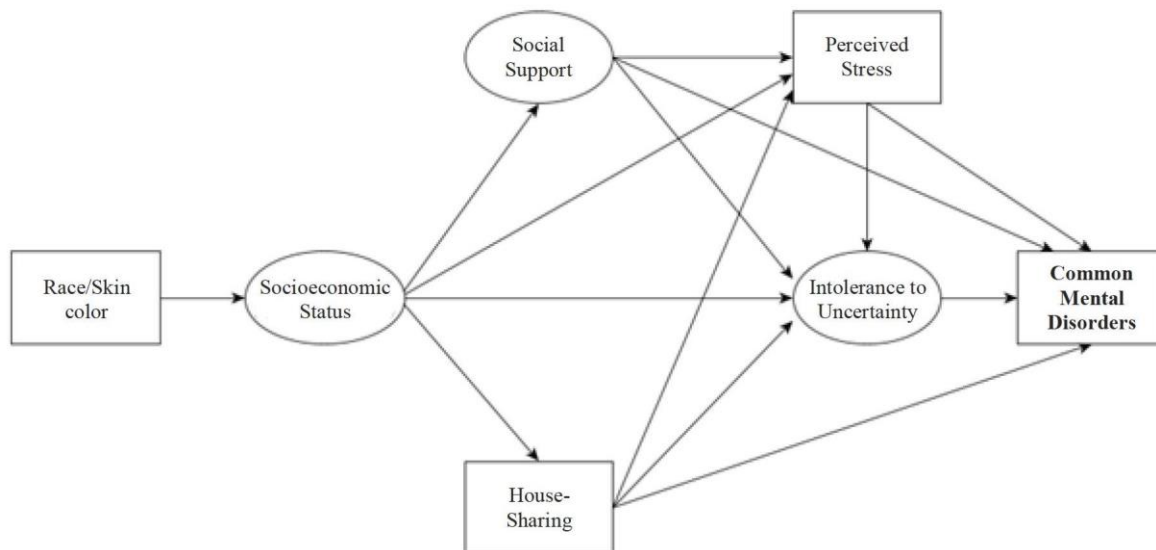 Social
Support
Perceived
Stress
Race/Skin
color
Socioeconomic
Status
Intolerance to
Uncertainty
Common
Mental
Disorders
House-
Sharing